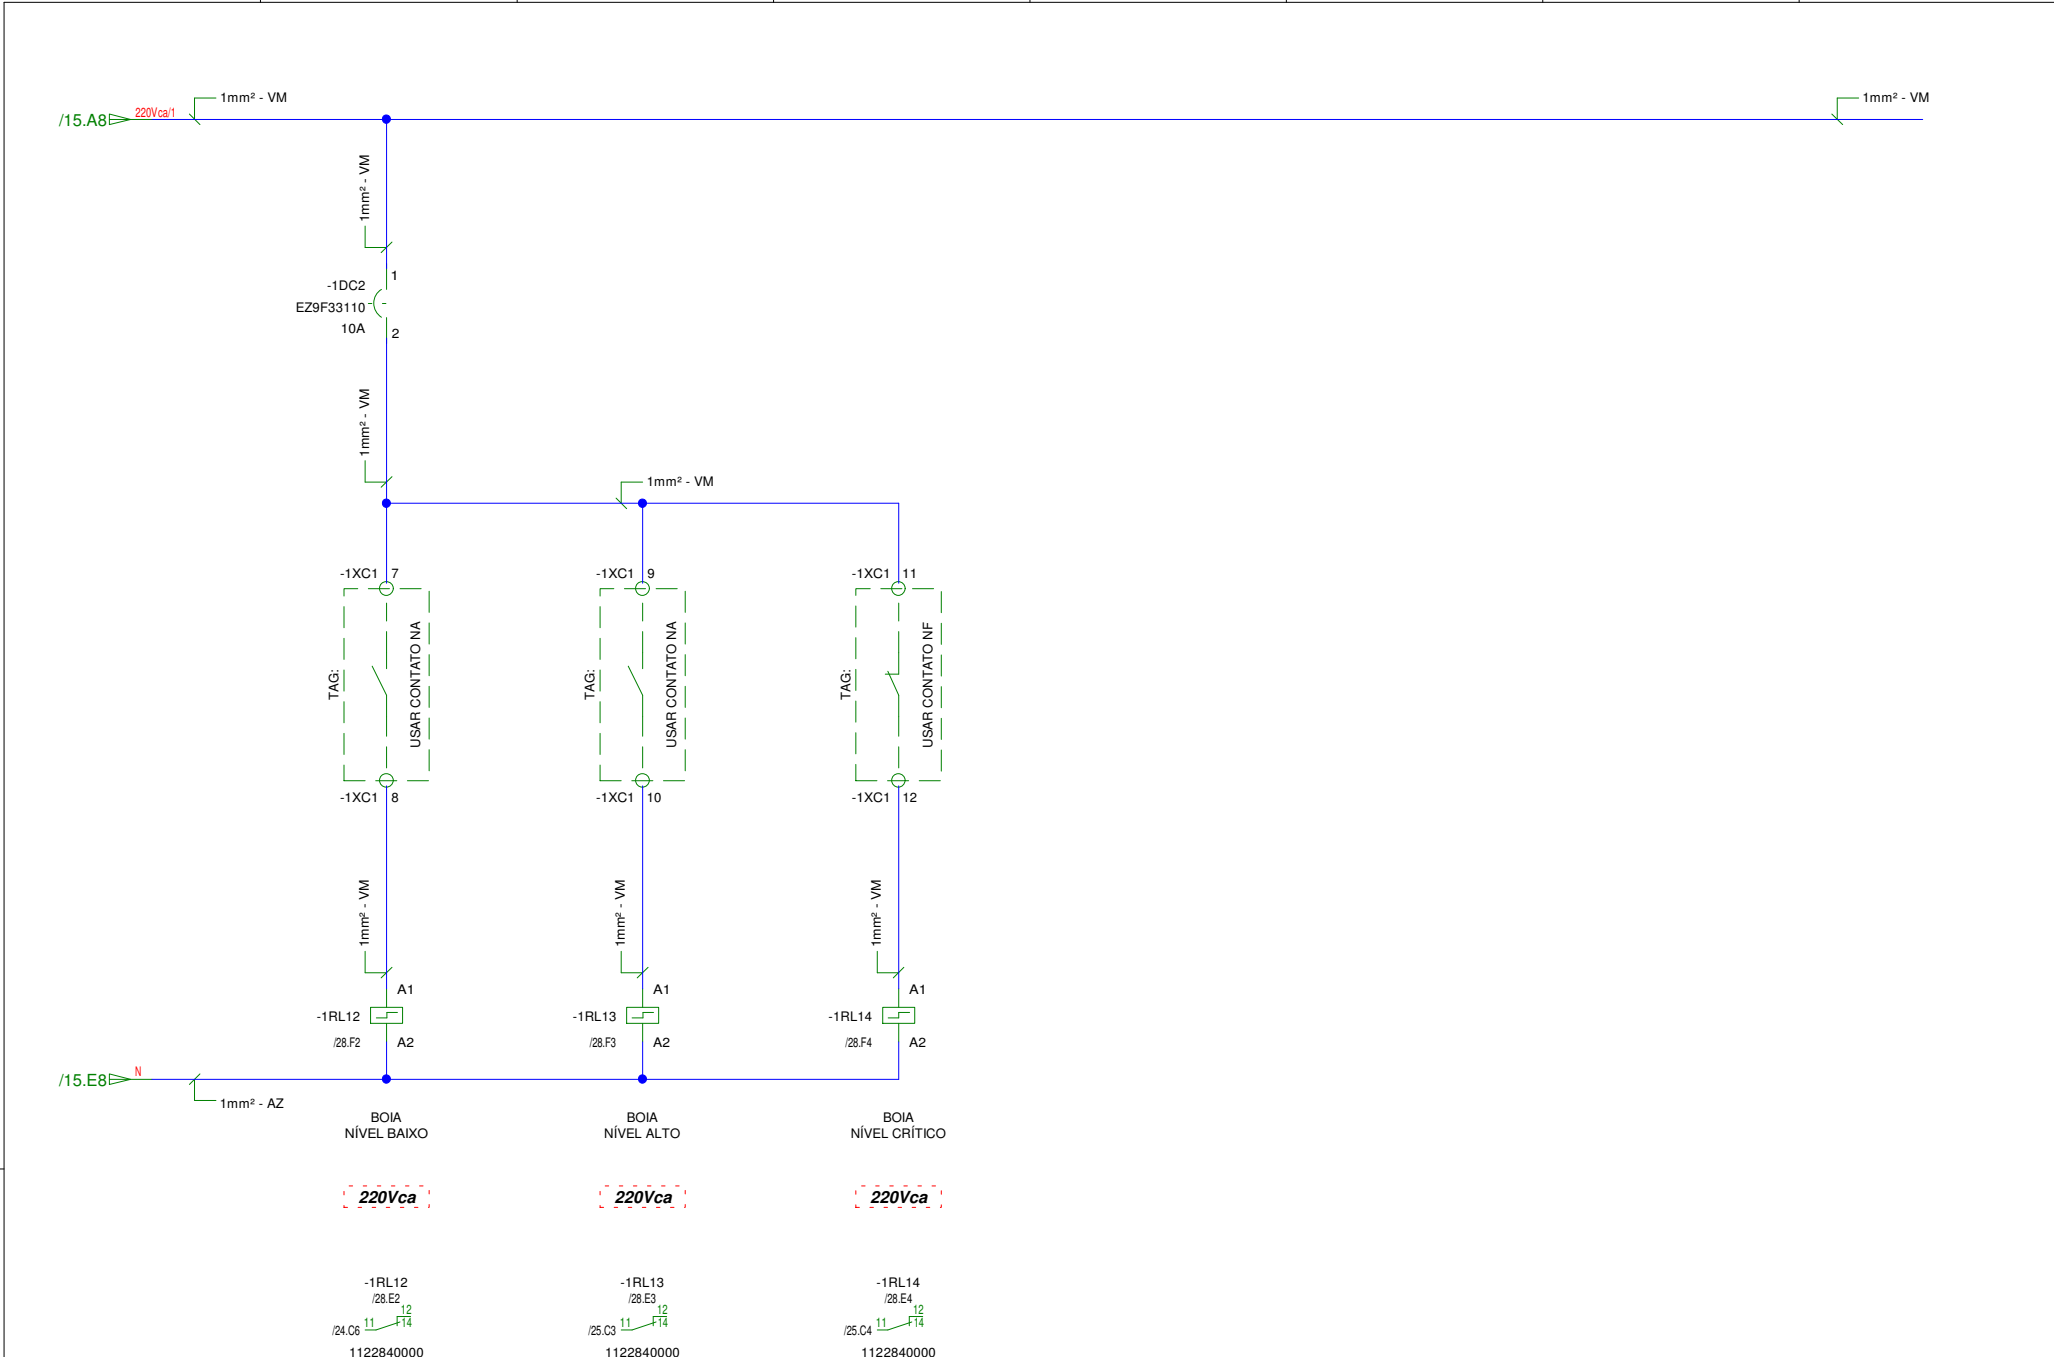 1mm² - VM
1mm² - VM
/15.A8
220Vca/1
1mm² - VM
-1DC2
EZ9F33110
10A
1
2
1mm² - VM
1mm² - VM
-1XC1 7
-1XC1 9
-1XC1 11
TAG:
USAR CONTATO NA
TAG:
USAR CONTATO NA
TAG:
USAR CONTATO NF
-1XC1 8
-1XC1 10
-1XC1 12
1mm² - VM
1mm² - VM
1mm² - VM
A1
-1RL12
/28.F2
A2
A1
-1RL13
/28.F3
A2
A1
-1RL14
/28.F4
A2
/15.E8
N
1mm² - AZ
BOIA
NÍVEL BAIXO
BOIA
NÍVEL ALTO
BOIA
NÍVEL CRÍTICO
220Vca
220Vca
220Vca
-1RL12
/28.E2
12
11
14
/24.C6
1122840000
-1RL13
/28.E3
12
11
14
/25.C3
1122840000
-1RL14
/28.E4
12
11
14
/25.C4
1122840000